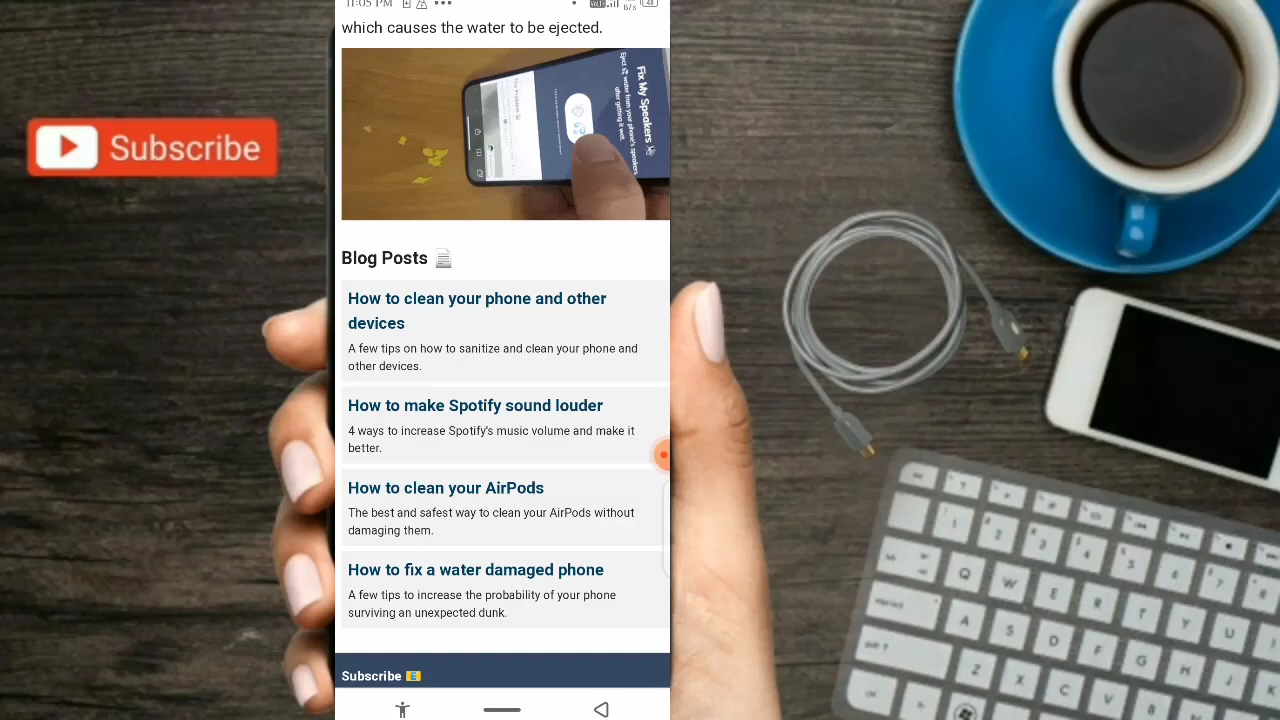 11:05 PM
which causes the water to be ejected.
Fix My Speakers
Eject water from your phone's speakers
after getting it wet.
The Problem
Subscribe
Blog Posts
How to clean your phone and other
devices
A few tips on how to sanitize and clean your phone and
other devices.
How to make Spotify sound louder
4 ways to increase Spotify's music volume and make it
better.
How to clean your AirPods
The best and safest way to clean your AirPods without
damaging them.
How to fix a water damaged phone
A few tips to increase the probability of your phone
surviving an unexpected dunk.
Subscribe
Q W E R T Y U
A S D F G H J
Z X C V B N